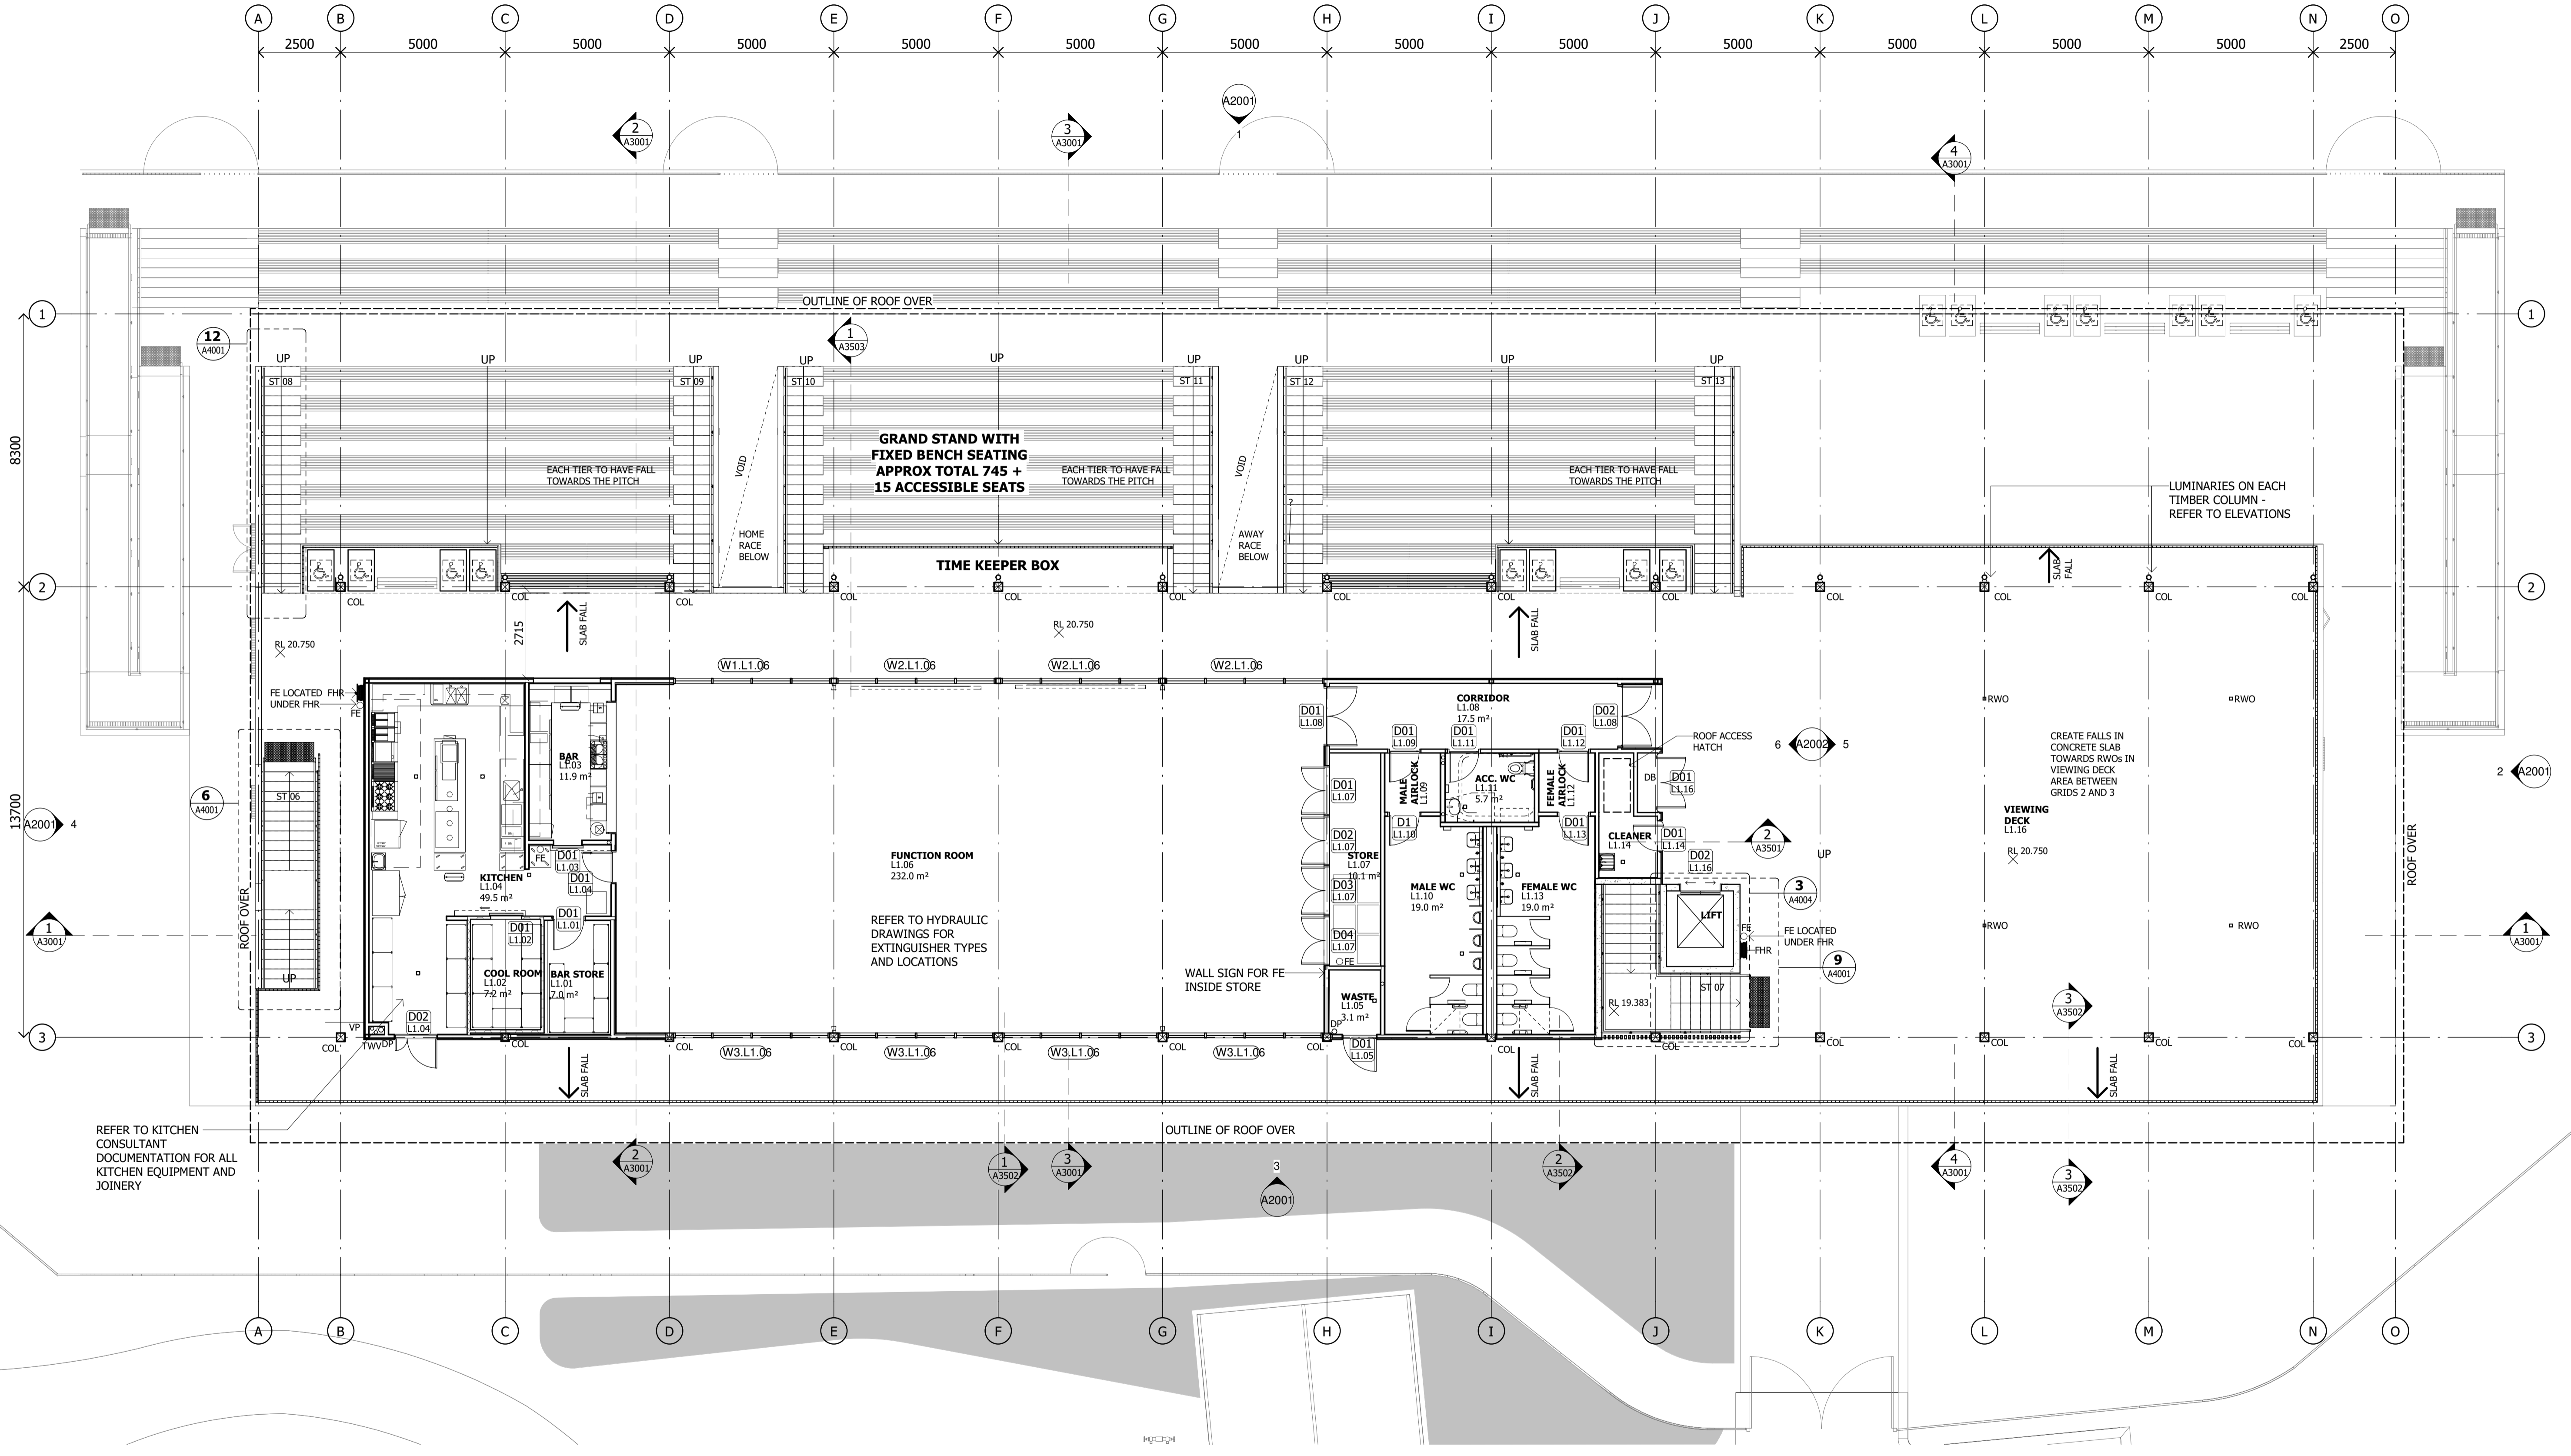 A B C D E F G H I J K L M N O
2500 5000 5000 5000 5000 5000 5000 5000 5000 5000 5000 5000 5000 2500
A2001
1
2
A3001
3
A3001
4
A3001
OUTLINE OF ROOF OVER
1
1
12
A4001
1
A3503
UP UP UP UP UP UP UP UP UP
ST 08 ST 09 ST 10 ST 11 ST 12 ST 13
8300
GRAND STAND WITH
FIXED BENCH SEATING
APPROX TOTAL 745 +
15 ACCESSIBLE SEATS
EACH TIER TO HAVE FALL
TOWARDS THE PITCH
EACH TIER TO HAVE FALL
TOWARDS THE PITCH
EACH TIER TO HAVE FALL
TOWARDS THE PITCH
VOID
VOID
?
LUMINARIES ON EACH
TIMBER COLUMN -
REFER TO ELEVATIONS
HOME
RACE
BELOW
AWAY
RACE
BELOW
TIME KEEPER BOX
SLAB
FALL
2
2
COL COL COL COL COL COL COL COL COL COL COL COL COL
2715
SLAB FALL
SLAB FALL
RL 20.750
RL 20.750
W1.L1.06
W2.L1.06
W2.L1.06
W2.L1.06
FE LOCATED FHR
UNDER FHR
FE
CORRIDOR
L1.08
17.5 m²
D01
L1.08
D02
L1.08
RWO
RWO
D01
L1.09
D01
L1.11
D01
L1.12
ROOF ACCESS
HATCH
6
A2002
5
CREATE FALLS IN
CONCRETE SLAB
TOWARDS RWOs IN
VIEWING DECK
AREA BETWEEN
GRIDS 2 AND 3
BAR
L1.03
11.9 m²
MALE
AIRLOCK
L1.09
ACC. WC
L1.11
5.7 m²
FEMALE
AIRLOCK
L1.12
DB
D01
L1.16
2
A2001
ST 06
6
A4001
13700
A2001
4
D01
L1.07
VIEWING
DECK
L1.16
RL 20.750
D1
L1.10
D01
L1.13
CLEANER
L1.14
D01
L1.14
2
A3501
UP
D02
L1.07
FE
D01
L1.03
FUNCTION ROOM
L1.06
232.0 m²
STORE
L1.07
10.1 m²
D02
L1.16
KITCHEN
L1.04
49.5 m²
D01
L1.04
D03
L1.07
MALE WC
L1.10
19.0 m²
FEMALE WC
L1.13
19.0 m²
3
A4004
ROOF OVER
ROOF OVER
D01
L1.01
D01
L1.02
REFER TO HYDRAULIC
DRAWINGS FOR
EXTINGUISHER TYPES
AND LOCATIONS
LIFT
FE
FE LOCATED
UNDER FHR
FHR
RWO
RWO
1
A3001
1
A3001
D04
L1.07
FE
9
A4001
UP
COOL ROOM
L1.02
7.2 m²
BAR STORE
L1.01
7.0 m²
WALL SIGN FOR FE
INSIDE STORE
ST 07
WASTE
L1.05
3.1 m²
DP
RL 19.383
3
A3502
D02
L1.04
VP
TWV
DP
3
3
COL COL COL COL COL COL COL COL COL COL COL COL COL
W3.L1.06
W3.L1.06
W3.L1.06
W3.L1.06
D01
L1.05
SLAB FALL
SLAB FALL
SLAB FALL
REFER TO KITCHEN
CONSULTANT
DOCUMENTATION FOR ALL
KITCHEN EQUIPMENT AND
JOINERY
OUTLINE OF ROOF OVER
2
A3001
1
A3502
3
A3001
3
A2001
2
A3502
4
A3001
3
A3502
A B C D E F G H I J K L M N O